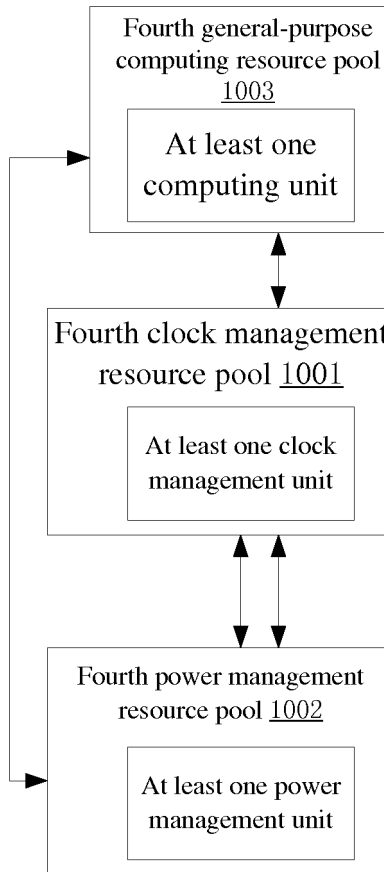 Fourth general-purpose
computing resource pool
1003
At least one
computing unit
Fourth clock management
resource pool 1001
At least one clock
management unit
Fourth power management
resource pool 1002
At least one power
management unit